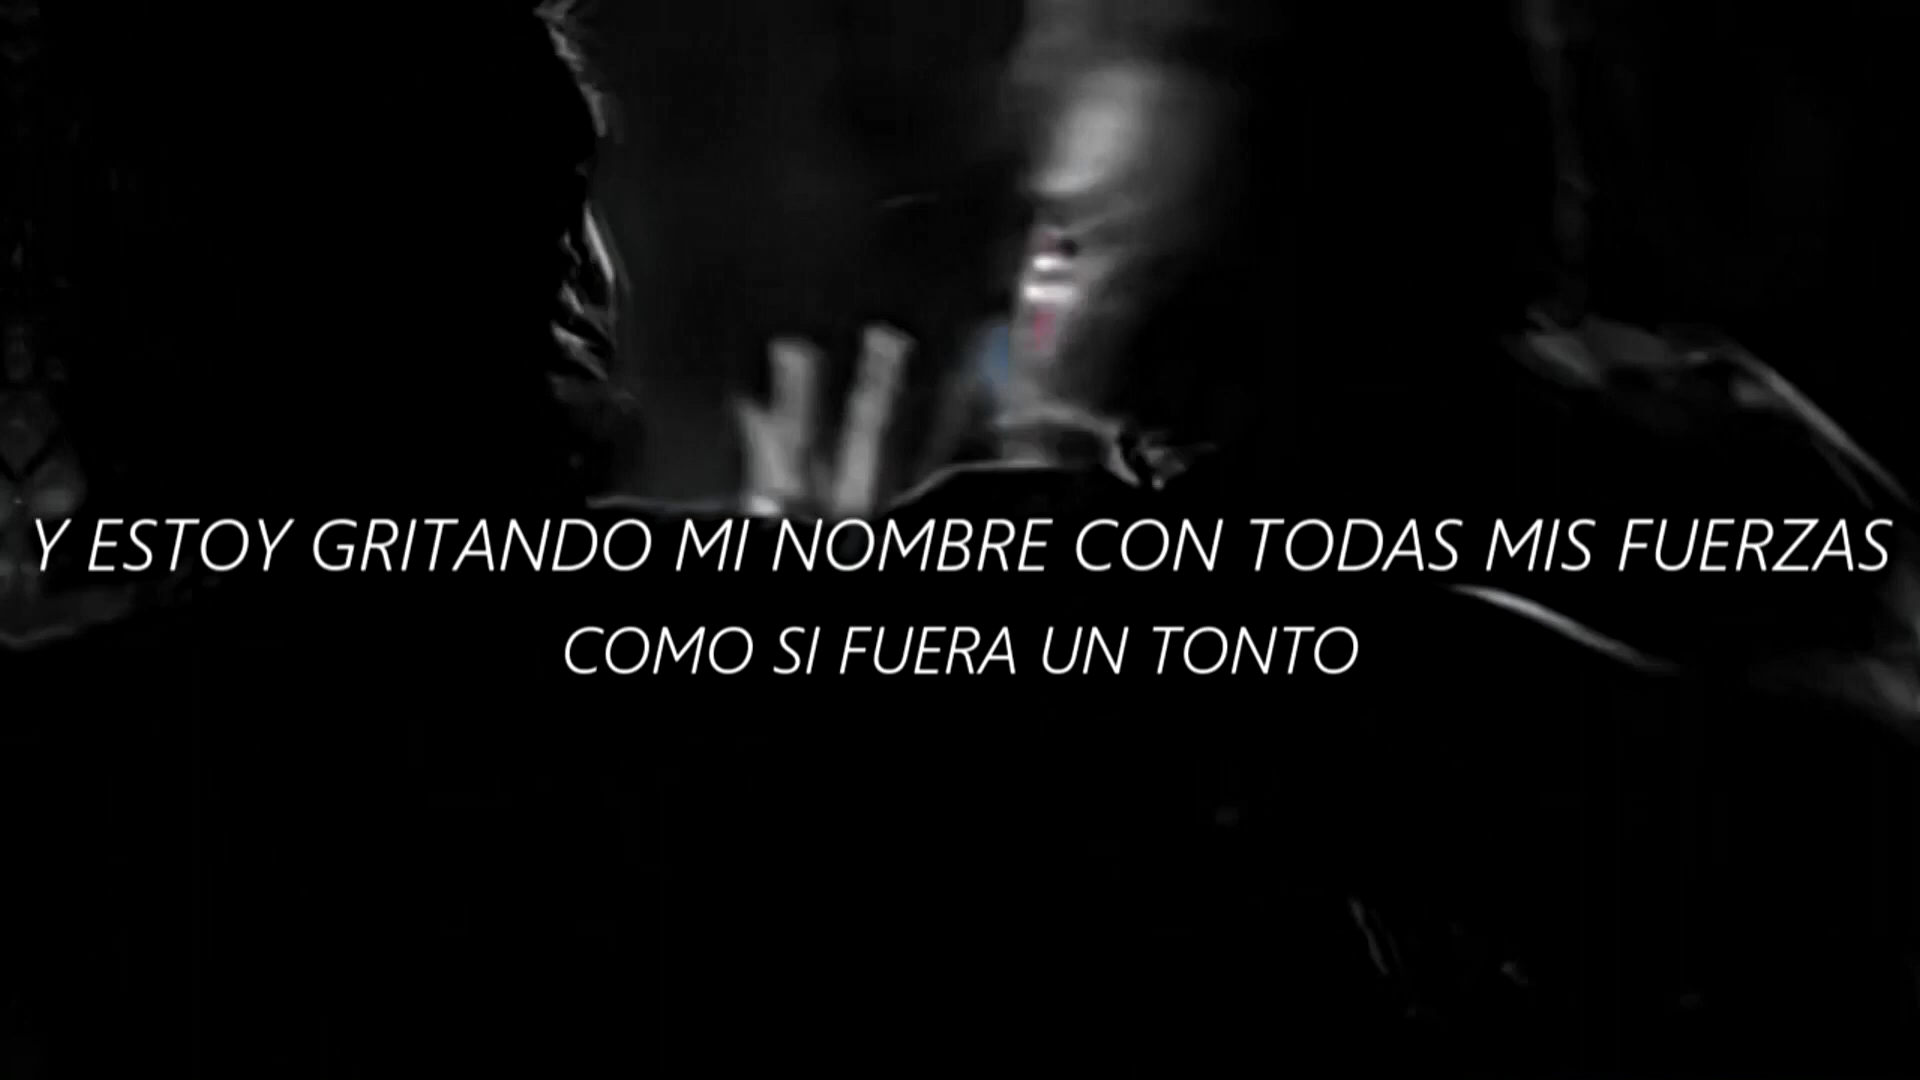 Y ESTOY GRITANDO MI NOMBRE CON TODAS MIS FUERZAS
COMO SI FUERA UN TONTO